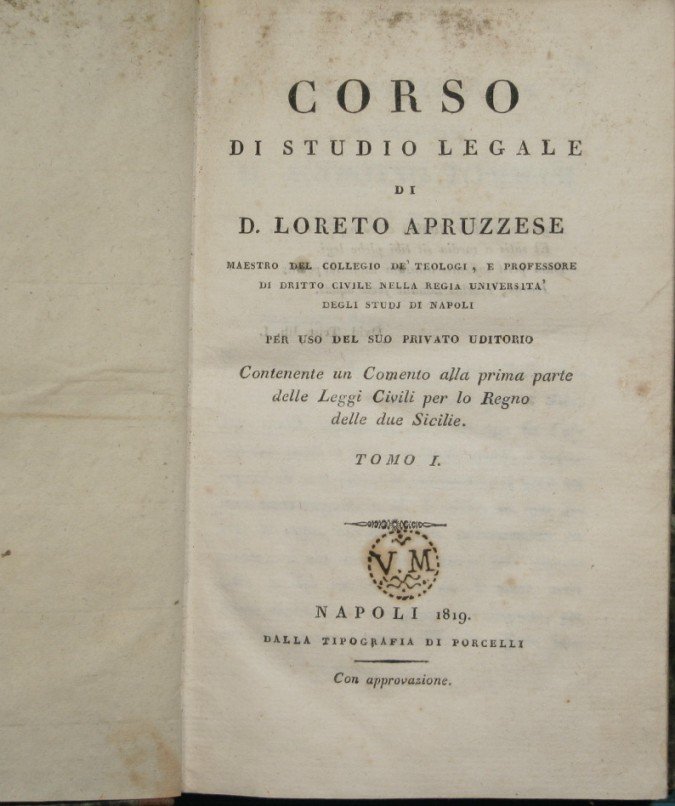 CORSO
DI STUDIO LEGALE
DI
D. LORETO APRUZZESE
MAESTRO DEL COLLEGIO DE' TEOLOGI, E PROFESSORE
DI DRITTO CIVILE NELLA REGIA UNIVERSITA'
DEGLI STUDJ DI NAPOLI
PER USO DEL SUO PRIVATO UDITORIO
Contenente un Comento alla prima parte
delle Leggi Civili per lo Regno
delle due Sicilie.
TOMO I.
V.M
NAPOLI 1819.
DALLA TIPOGRAFIA DI PORCELLI
Con approvazione.